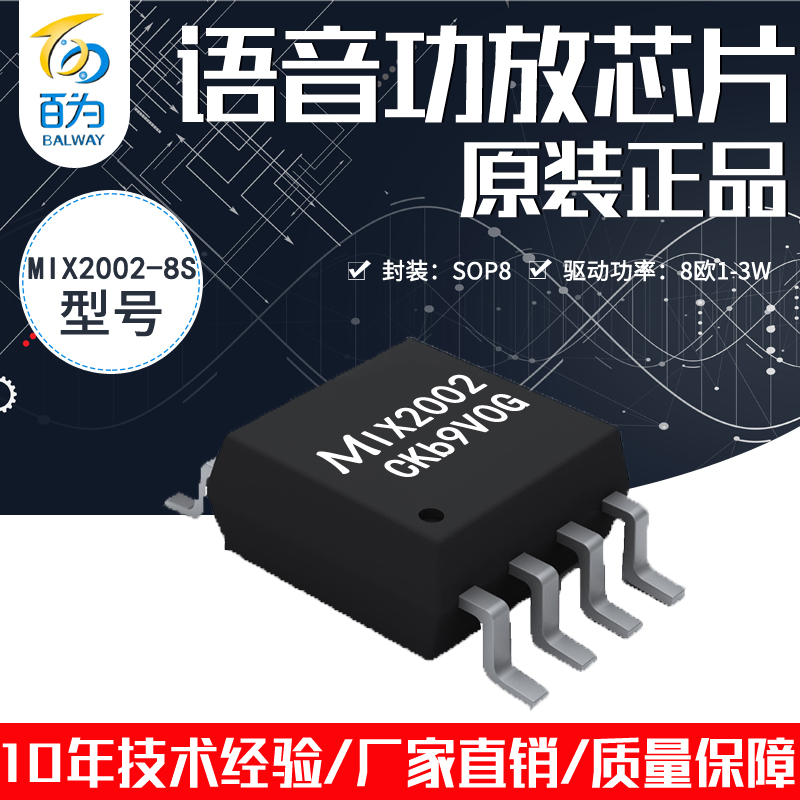 百为
BALWAY
语音功放芯片
原装正品
MIX2002-8S
型号
封装：SOP8 驱动功率：8欧1-3W
MIX2002
CKb9V0G
10年技术经验/厂家直销/质量保障